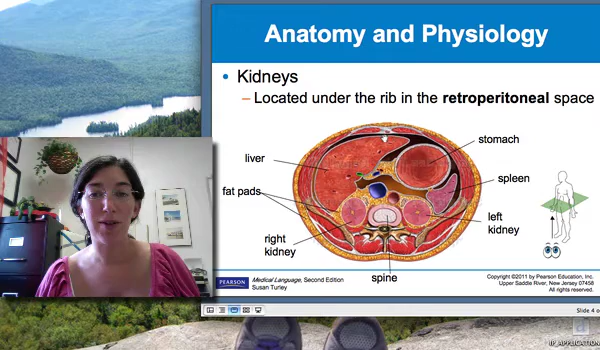 Anatomy and Physiology
• Kidneys
– Located under the rib in the retroperitoneal space
stomach
liver
spleen
fat pads
left
kidney
right
kidney
spine
PEARSON
Medical Language, Second Edition
Susan Turley
Copyright ©2011 by Pearson Education, Inc.
Upper Saddle River, New Jersey 07458
All rights reserved.
Slide 4 o